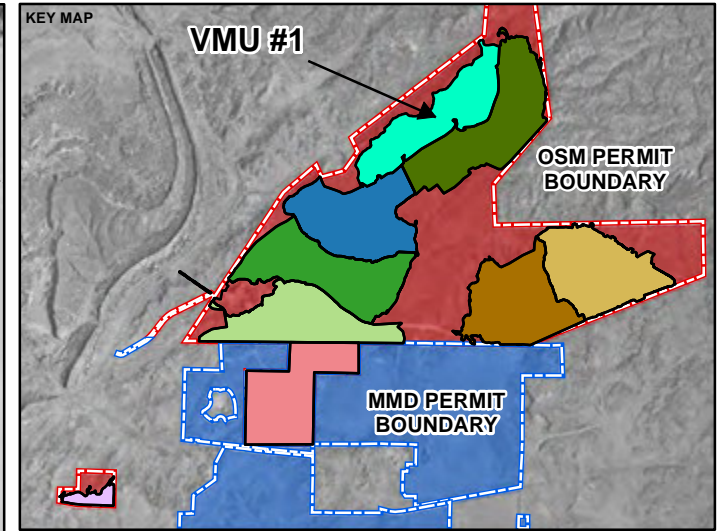 KEY MAP
VMU #1
OSM PERMIT
BOUNDARY
MMD PERMIT
BOUNDARY